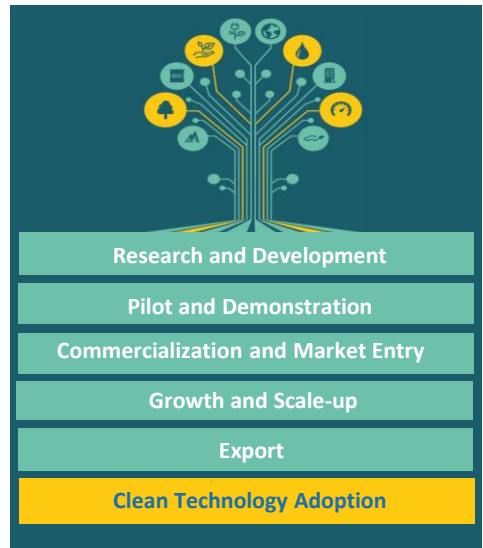 Research and Development
Pilot and Demonstration
Commercialization and Market Entry
Growth and Scale-up
Export
Clean Technology Adoption